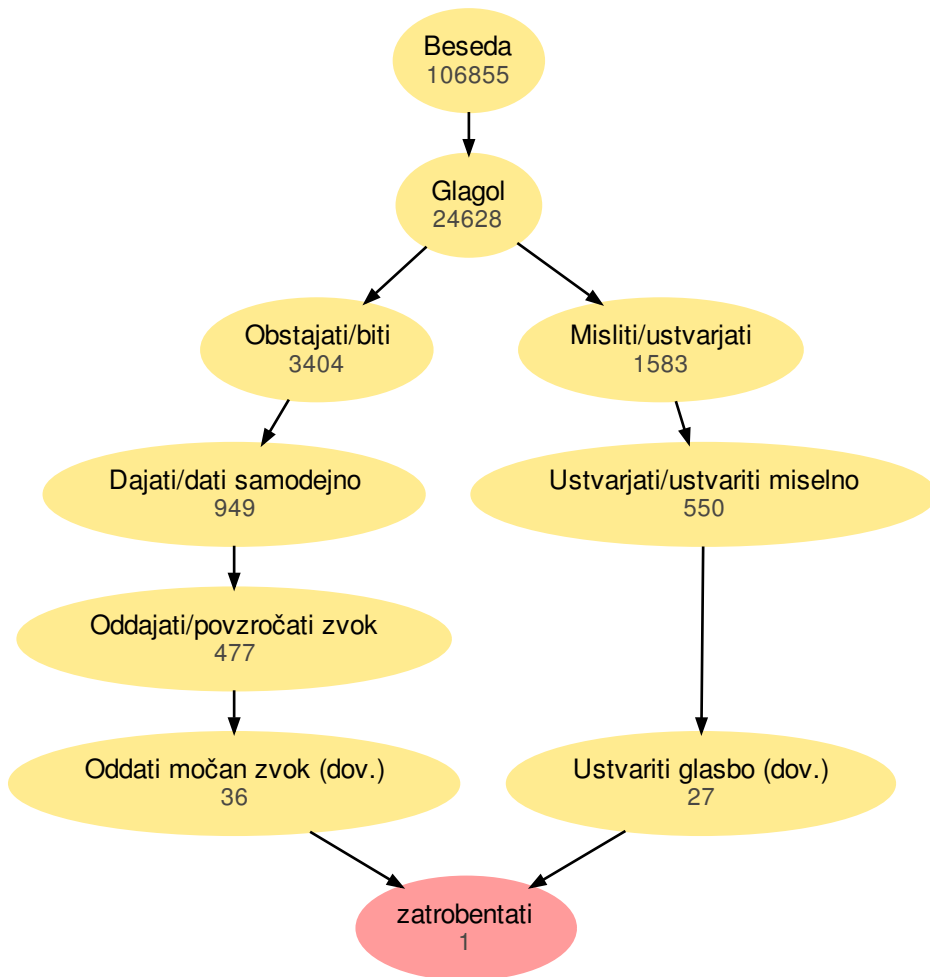 Beseda
106855
Glagol
24628
Obstajati/biti
3404
Misliti/ustvarjati
1583
Dajati/dati samodejno
949
Ustvarjati/ustvariti miselno
550
Oddajati/povzročati zvok
477
Oddati močan zvok (dov.)
36
Ustvariti glasbo (dov.)
27
zatrobentati
1